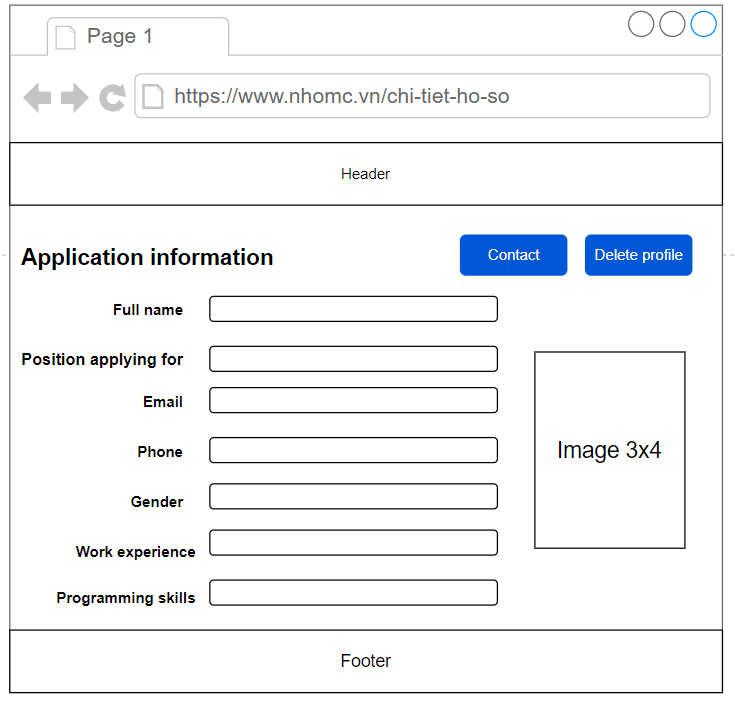 Page 1
https://www.nhomc.vn/chi-tiet-ho-so
Header
Application information
Contact
Delete profile
Full name
Position applying for
Email
Phone
Gender
Work experience
Programming skills
Image 3x4
Footer